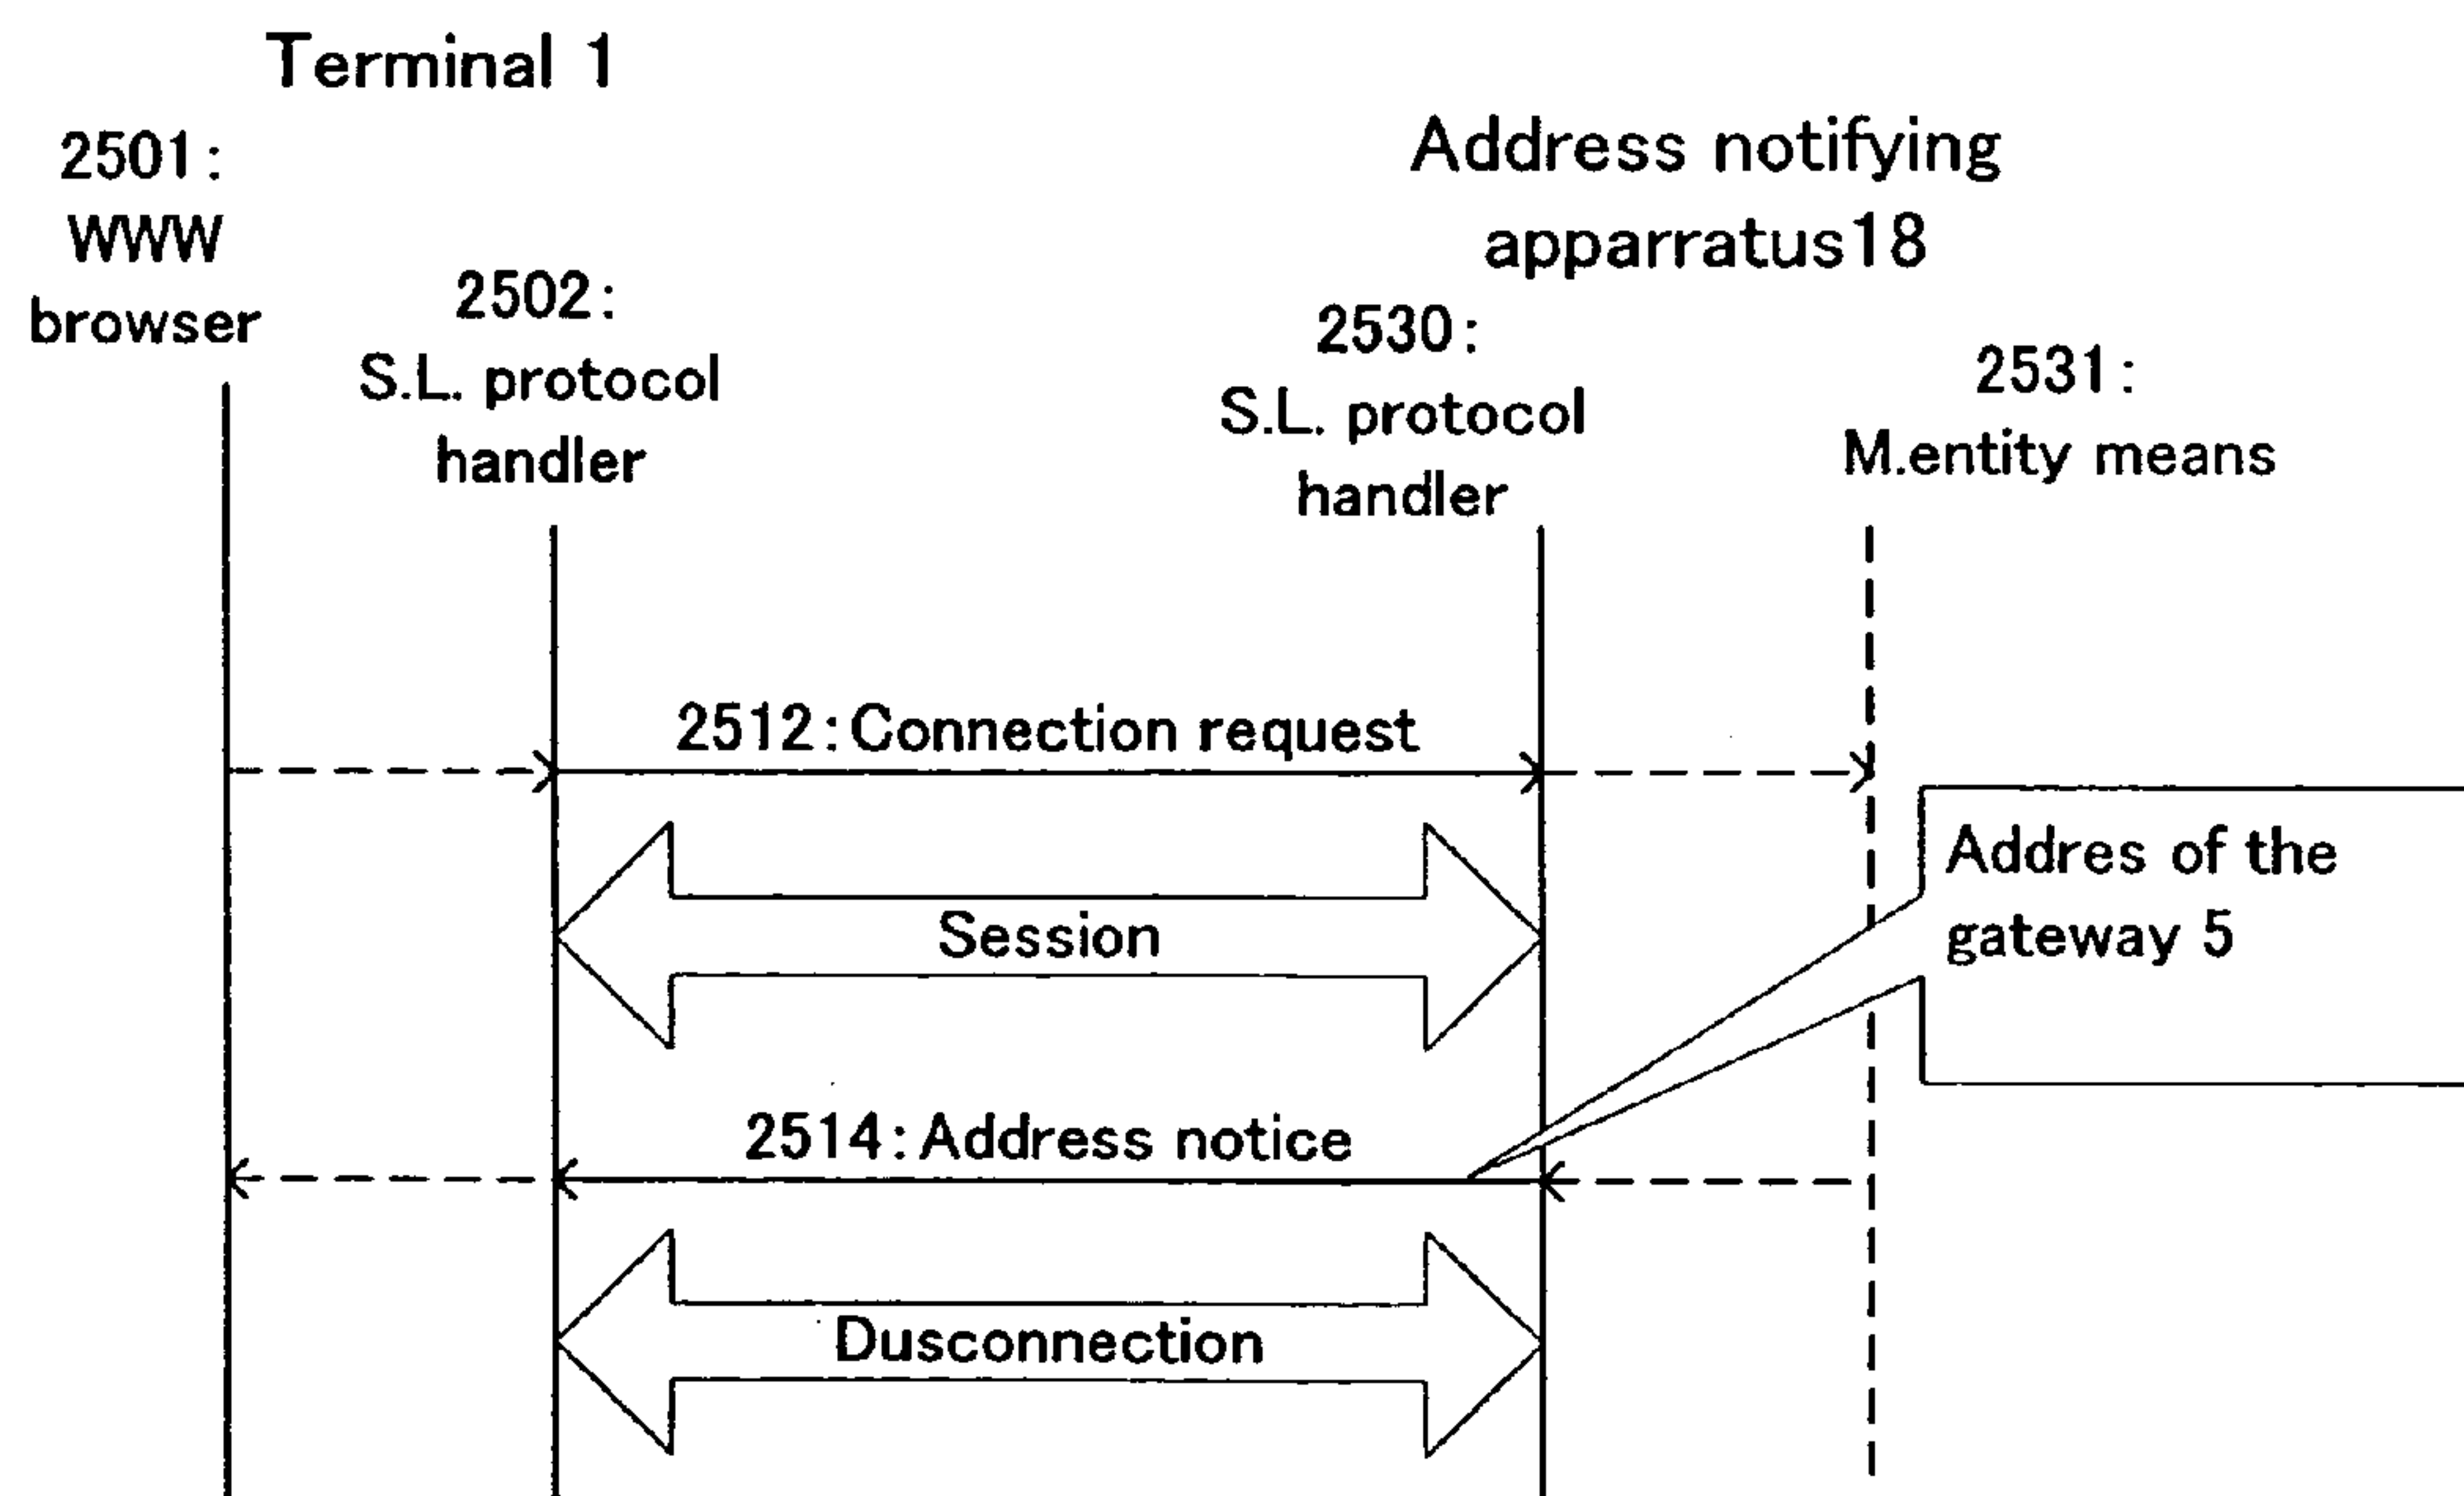 Terminal 1
Address notifying
apparratus18
2501:
WWW
browser
2502:
S.L. protocol
handler
2530:
S.L. protocol
handler
2531:
M.entity means
2512:Connection request
Session
Addres of the
gateway 5
2514:Address notice
Dusconnection